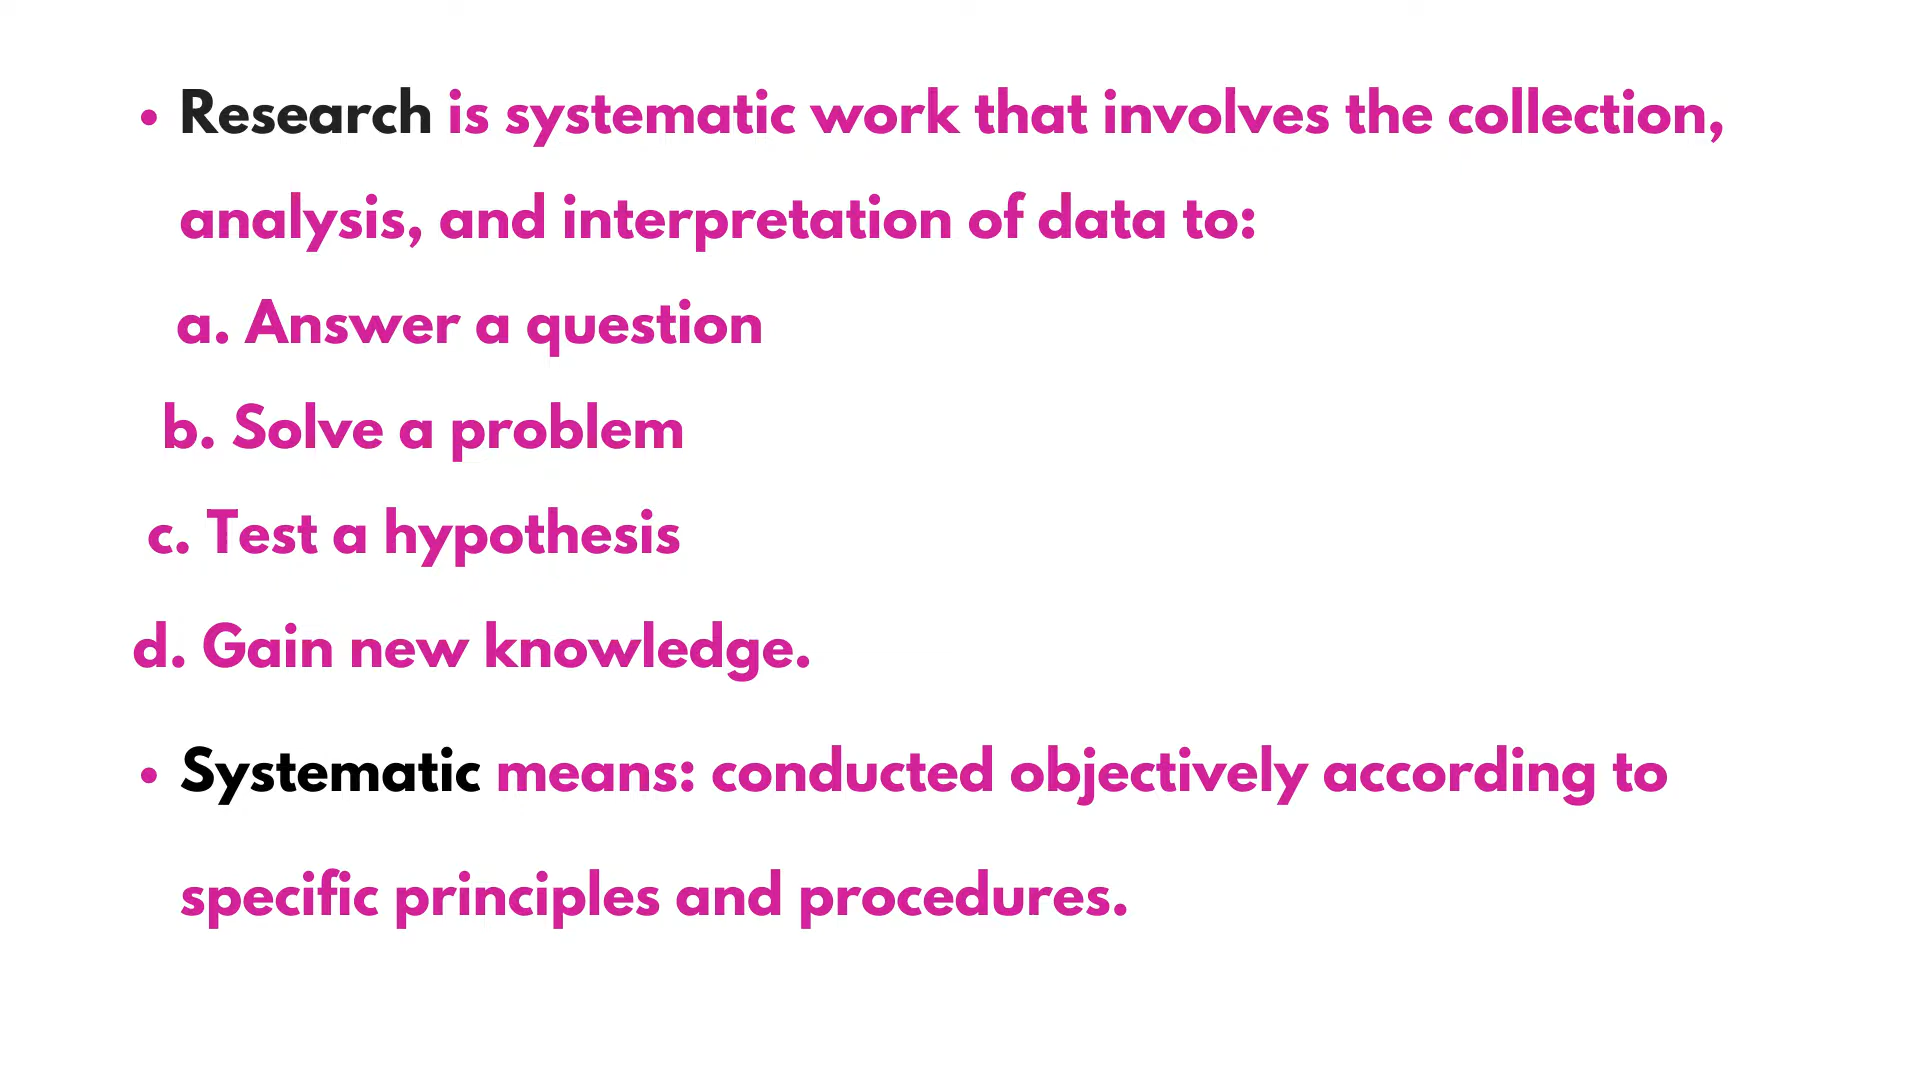 • Research is systematic work that involves the collection,
analysis, and interpretation of data to:
a. Answer a question
b. Solve a problem
c. Test a hypothesis
d. Gain new knowledge.
• Systematic means: conducted objectively according to
specific principles and procedures.